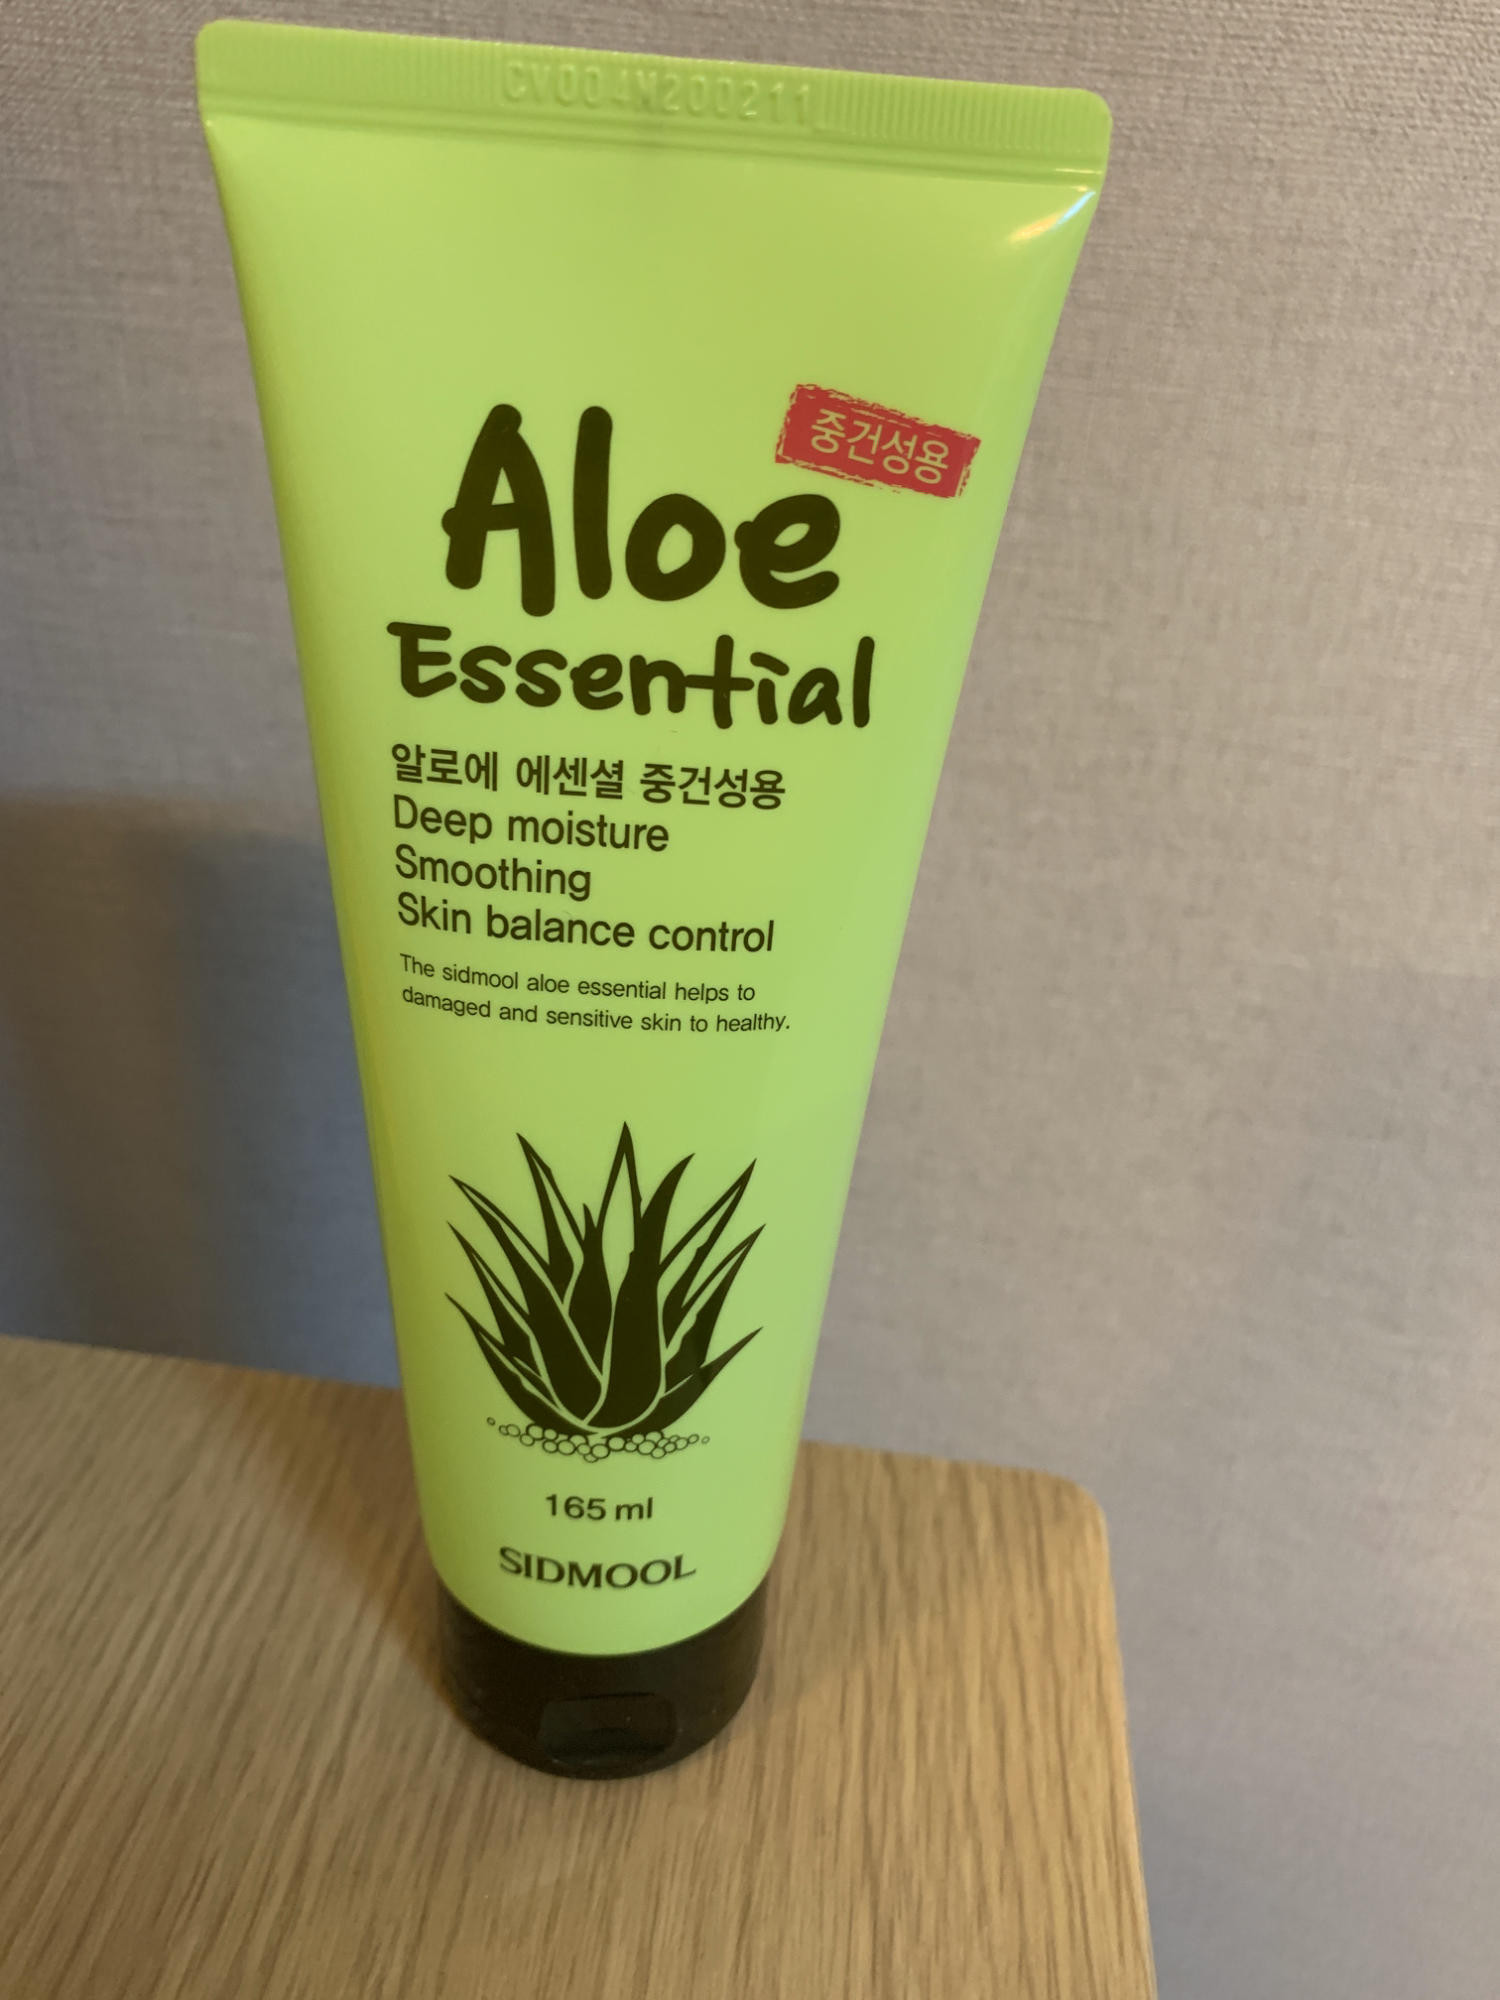 CV004M200211
중건성용
Aloe
Essential
알로에 에센셜 중건성용
Deep moisture
Smoothing
Skin balance control
The sidmool aloe essential helps to
damaged and sensitive skin to healthy.
165 ml
SIDMOOL